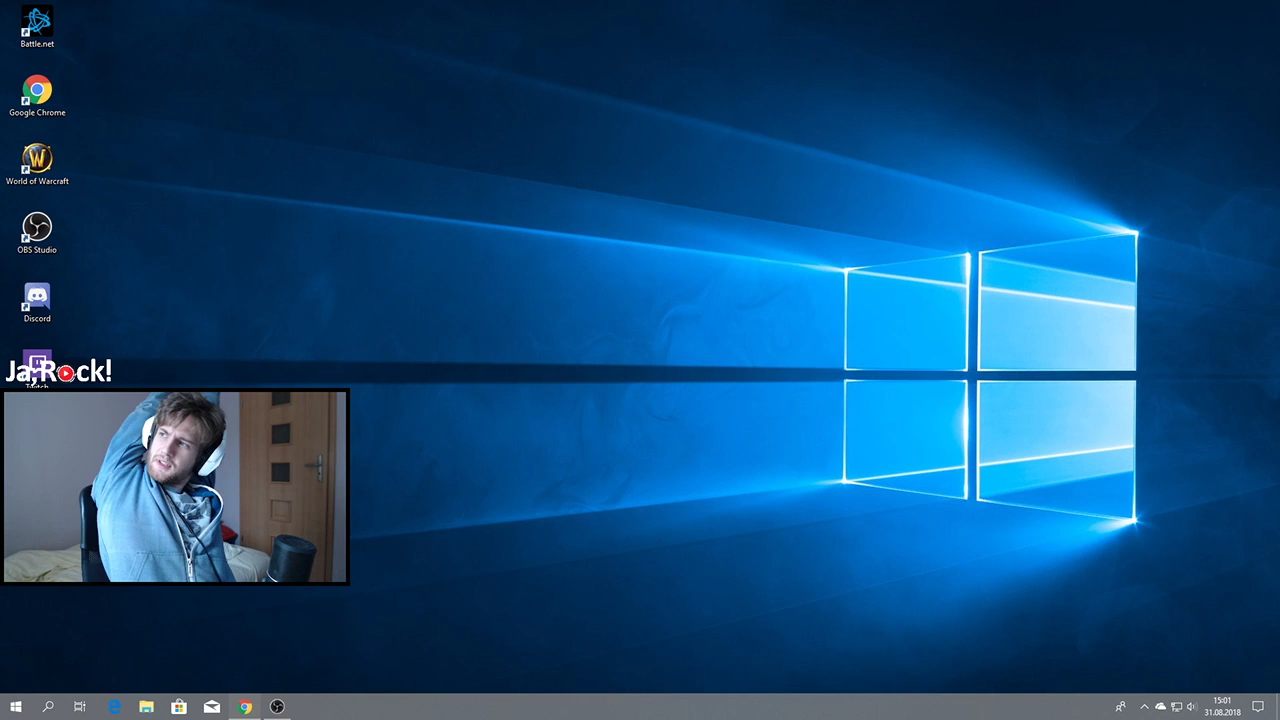 Battle.net
Google Chrome
World of Warcraft
OBS Studio
Discord
Ja,Rock!
Twitch
15:01
31.08.2018